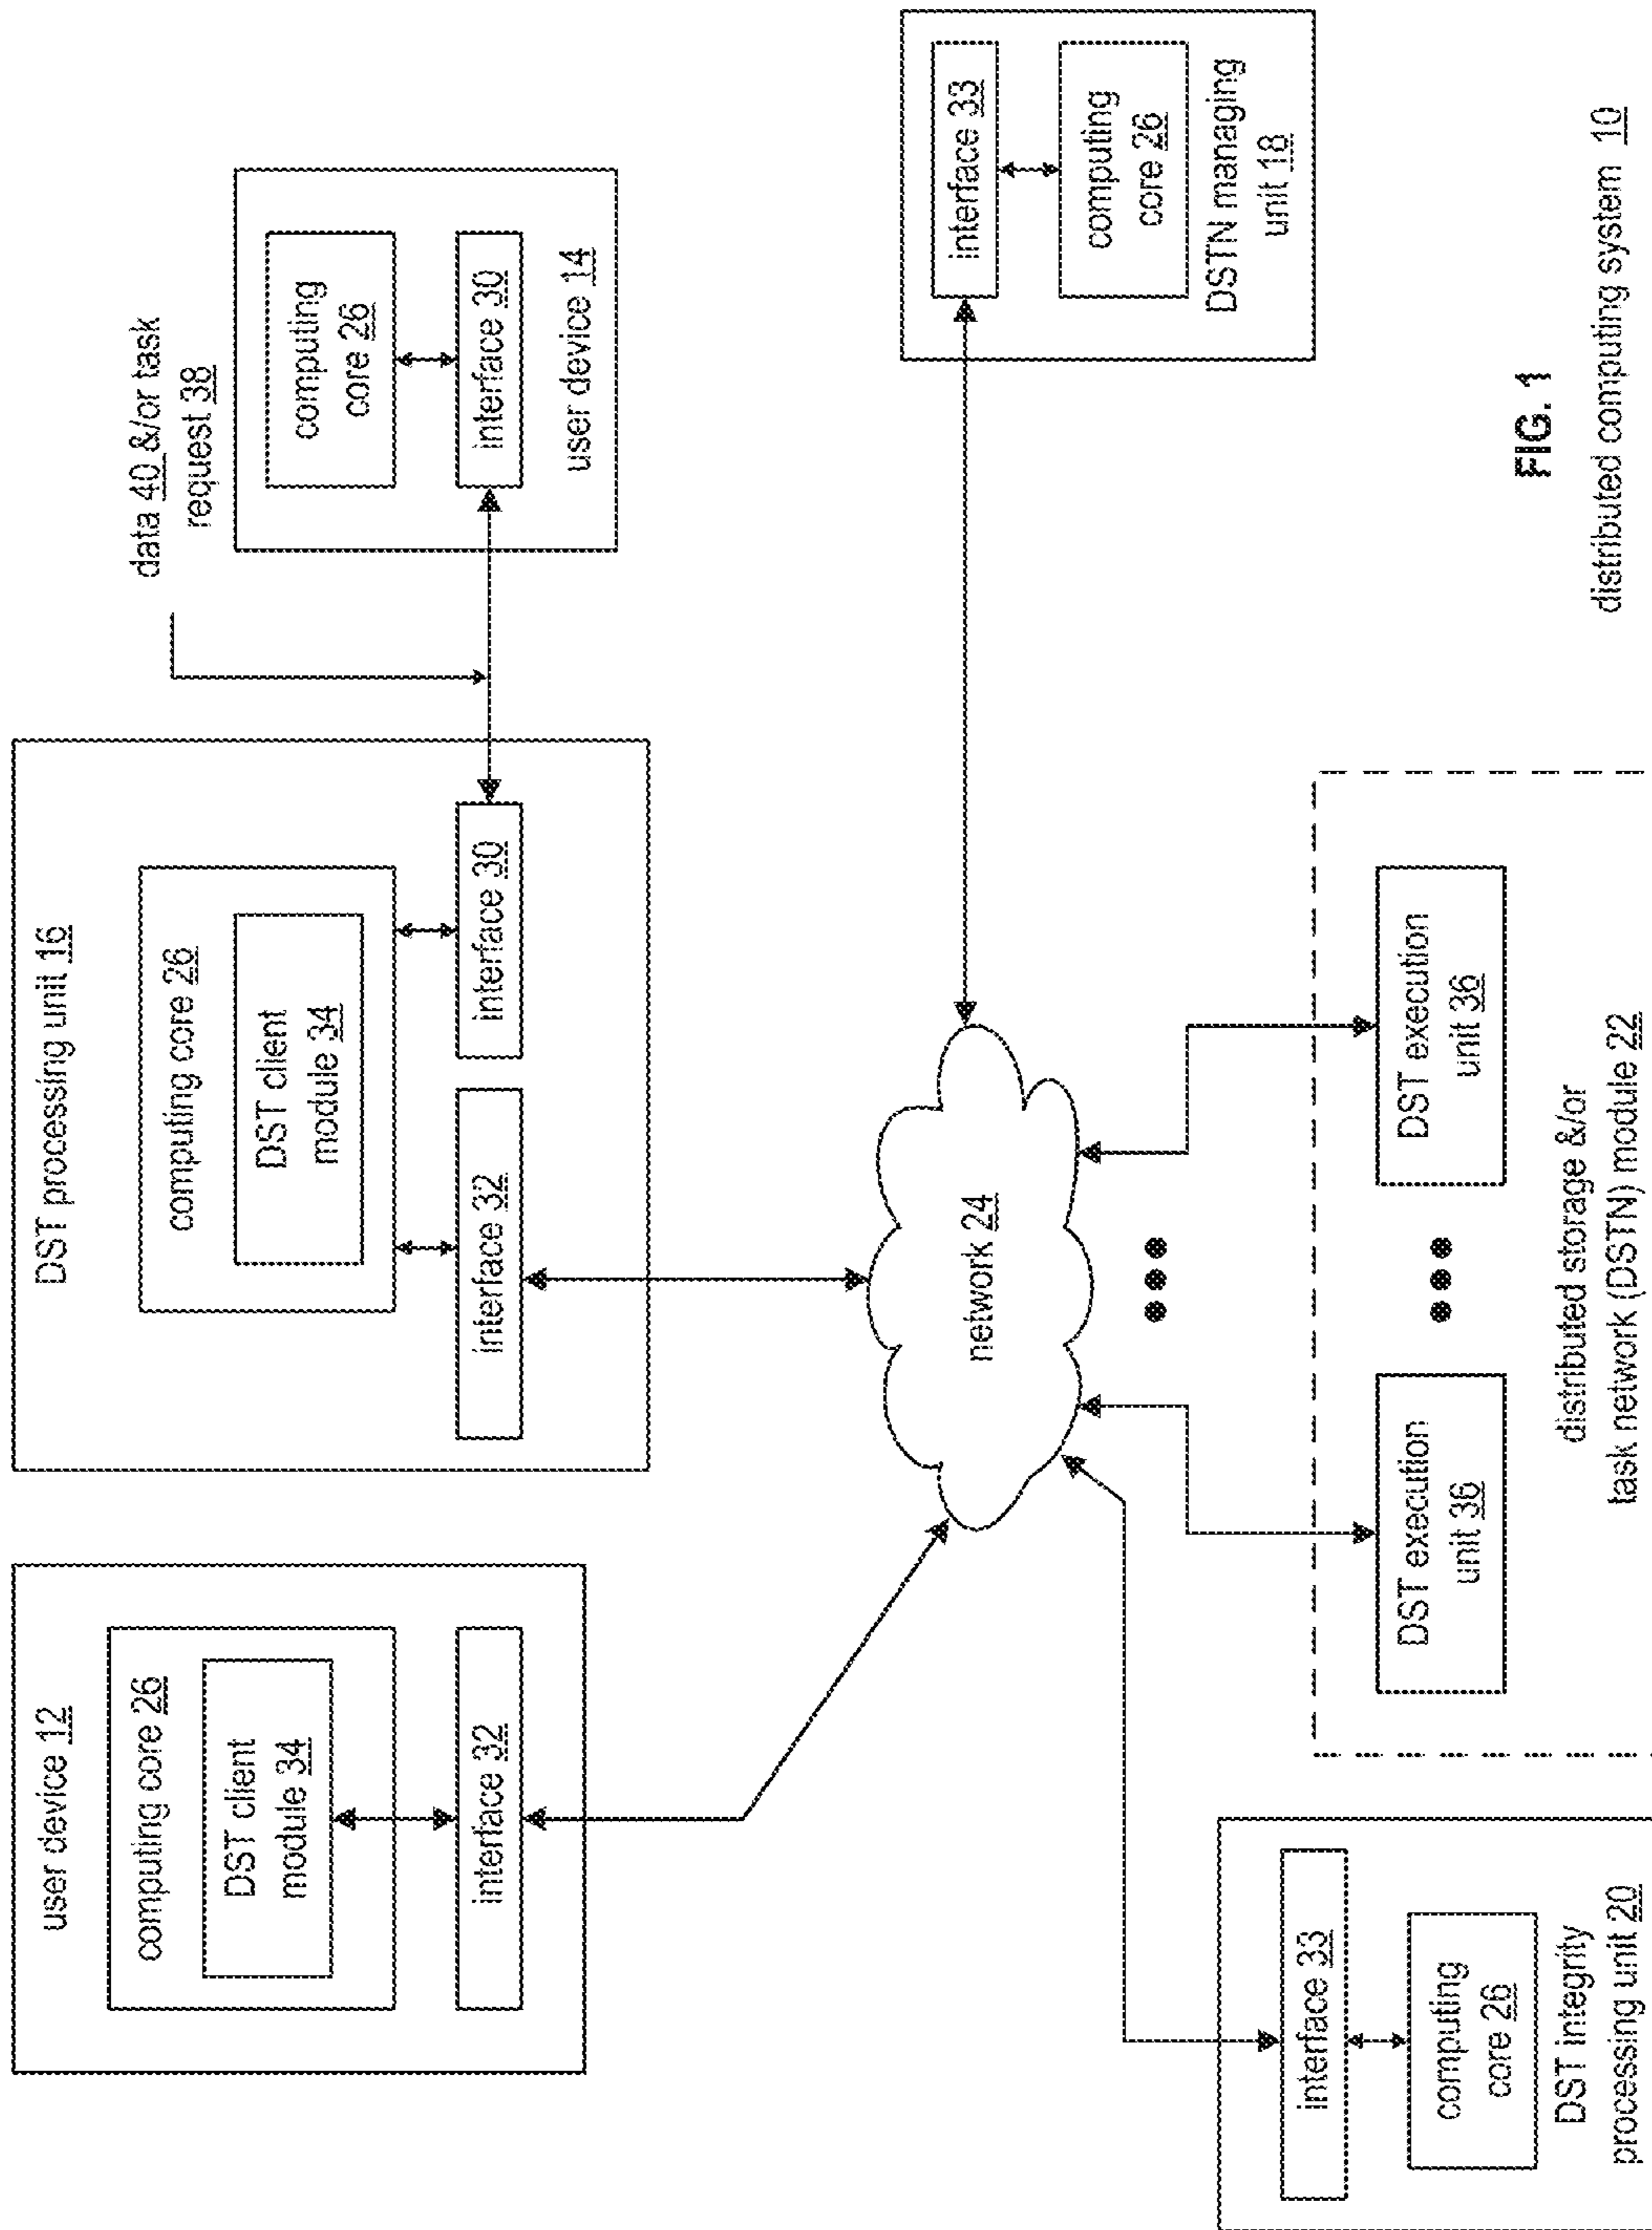 user device 12
computing core 26
DST client
module 34
interface 32
DST processing unit 16
computing core 26
DST client
module 34
interface 32
interface 30
data 40 &/or task
request 38
computing
core 26
interface 30
user device 14
network 24
interface 33
computing
core 26
DSTN managing
unit 18
interface 33
computing
core 26
DST integrity
processing unit 20
DST execution
unit 36
DST execution
unit 36
distributed storage &/or
task network (DSTN) module 22
FIG. 1
distributed computing system 10